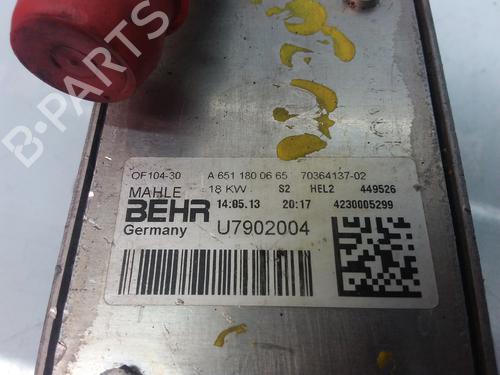 B-PARTS
OF104-30 A 651 180 06 65 70364137-02
MAHLE 18 KW S2 HEL2 449526
BEHR 14.05.13 20:17 4230005299
Germany U7902004